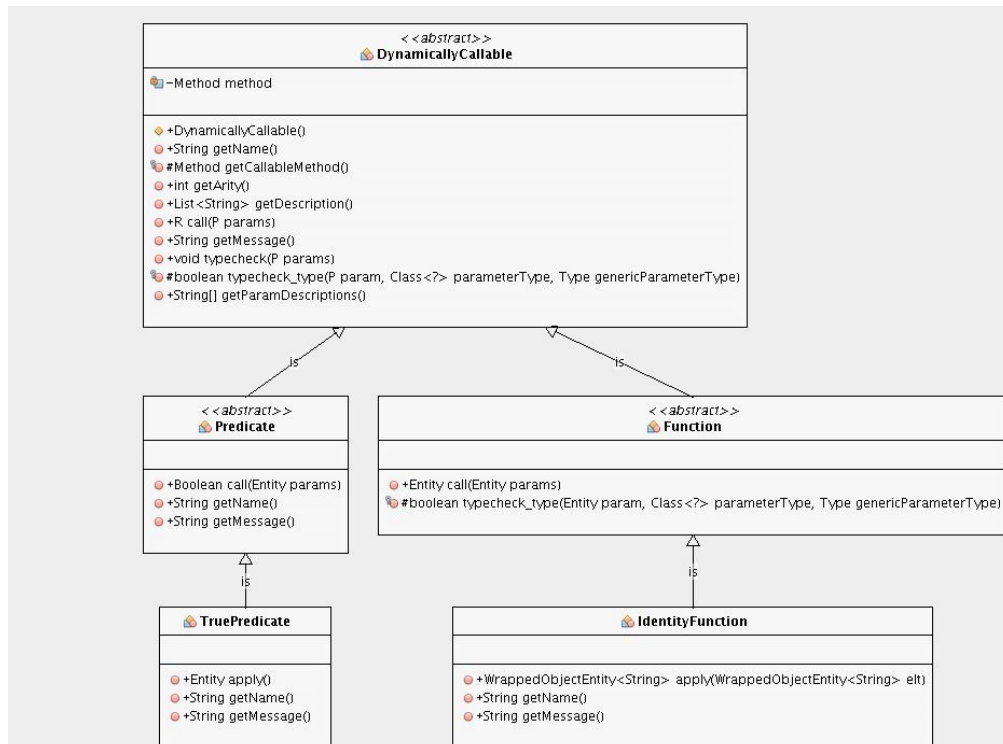 <<abstract>>
DynamicallyCallable
-Method method
+DynamicallyCallable()
+String getName()
#Method getCallableMethod()
+int getArity()
+List<String> getDescription()
+R call(P params)
+String getMessage()
+void typecheck(P params)
#boolean typecheck_type(P param, Class<?> parameterType, Type genericParameterType)
+String[] getParamDescriptions()
is
is
<<abstract>>
Predicate
+Boolean call(Entity params)
+String getName()
+String getMessage()
<<abstract>>
Function
+Entity call(Entity params)
#boolean typecheck_type(Entity param, Class<?> parameterType, Type genericParameterType)
is
is
TruePredicate
+Entity apply()
+String getName()
+String getMessage()
IdentityFunction
+WrappedObjectEntity<String> apply(WrappedObjectEntity<String> elt)
+String getName()
+String getMessage()